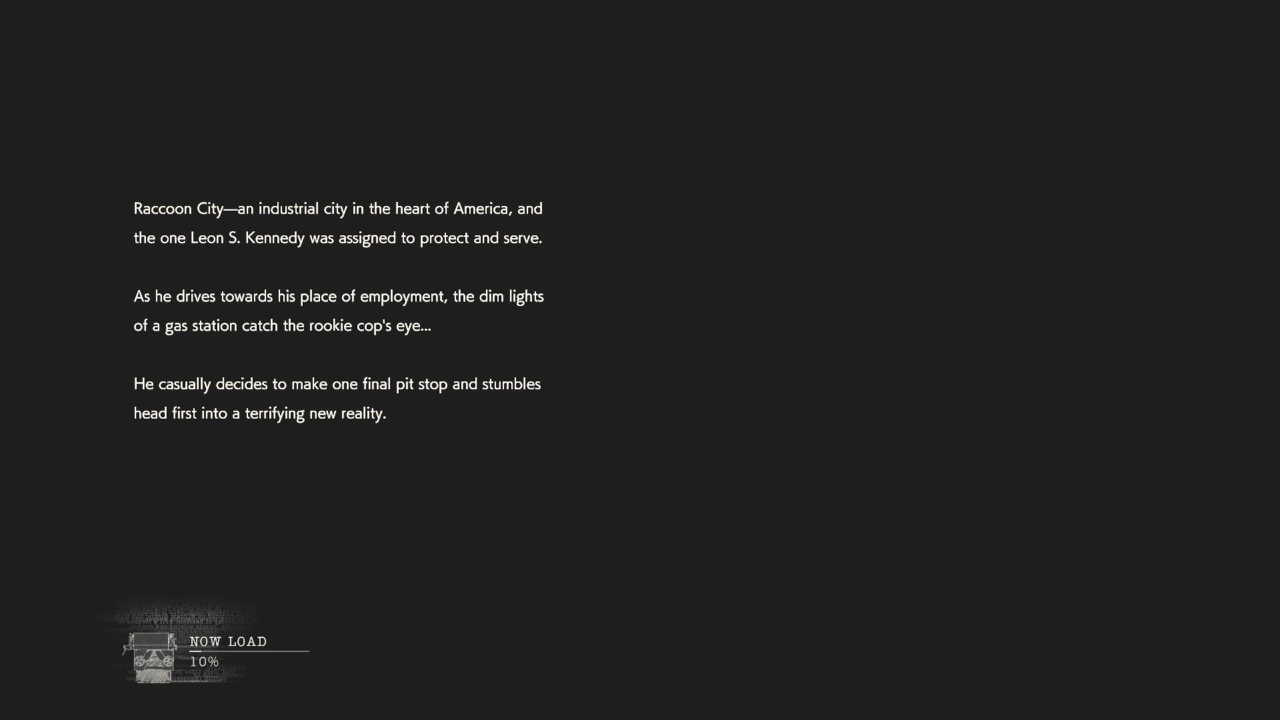 Raccoon City—an industrial city in the heart of America, and
the one Leon S. Kennedy was assigned to protect and serve.
As he drives towards his place of employment, the dim lights
of a gas station catch the rookie cop's eye...
He casually decides to make one final pit stop and stumbles
head first into a terrifying new reality.
NOW LOAD
10%